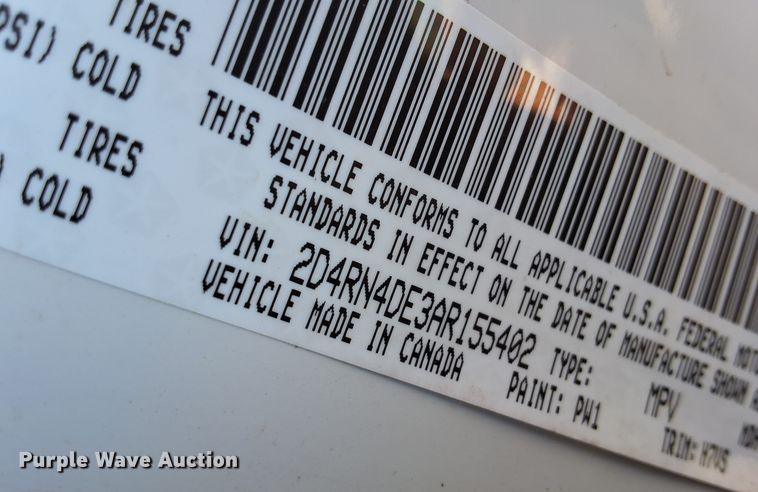 TIRES
PSI) COLD
TIRES
) COLD
THIS VEHICLE CONFORMS TO ALL APPLICABLE U.S.A. FEDERAL
STANDARDS IN EFFECT ON THE DATE OF MANUFACTURE SHOWN
VIN: 2D4RN4DE3AR155402 TYPE: MPV
VEHICLE MADE IN CANADA PAINT: PW1 TRIM: H7VS
Purple Wave Auction